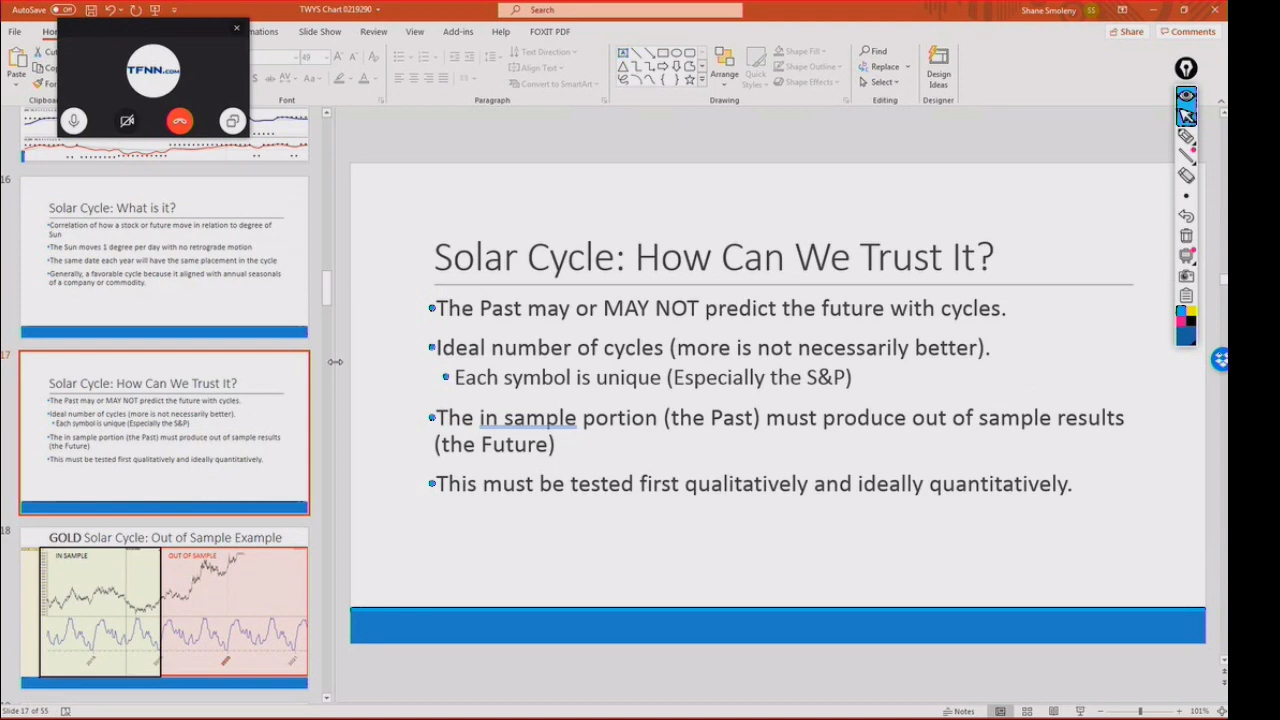 AutoSave Off
TWYS Chart 0219290
Search
Shane Smoleny
SS
File
mations
Slide Show
Review
View
Add-ins
Help
FOXIT PDF
Share
Comments
TFNN.COM
Paste
Clipboard
49
Font
Text Direction
Align Text
Convert to SmartArt
Paragraph
Arrange
Quick
Styles
Shape Fill
Shape Outline
Shape Effects
Drawing
Find
Replace
Select
Editing
Design
Ideas
Designer
16
Solar Cycle: What is it?
•Correlation of how a stock or future move in relation to degree of
Sun
•The Sun moves 1 degree per day with no retrograde motion
•The same date each year will have the same placement in the cycle
•Generally, a favorable cycle because it aligned with annual seasonals
of a company or commodity.
17
Solar Cycle: How Can We Trust It?
•The Past may or MAY NOT predict the future with cycles.
•Ideal number of cycles (more is not necessarily better).
•Each symbol is unique (Especially the S&P)
•The in sample portion (the Past) must produce out of sample results
(the Future)
•This must be tested first qualitatively and ideally quantitatively.
18
GOLD Solar Cycle: Out of Sample Example
IN SAMPLE
OUT OF SAMPLE
Solar Cycle: How Can We Trust It?
•The Past may or MAY NOT predict the future with cycles.
•Ideal number of cycles (more is not necessarily better).
•Each symbol is unique (Especially the S&P)
•The in sample portion (the Past) must produce out of sample results
(the Future)
•This must be tested first qualitatively and ideally quantitatively.
Slide 17 of 55
Notes
101%